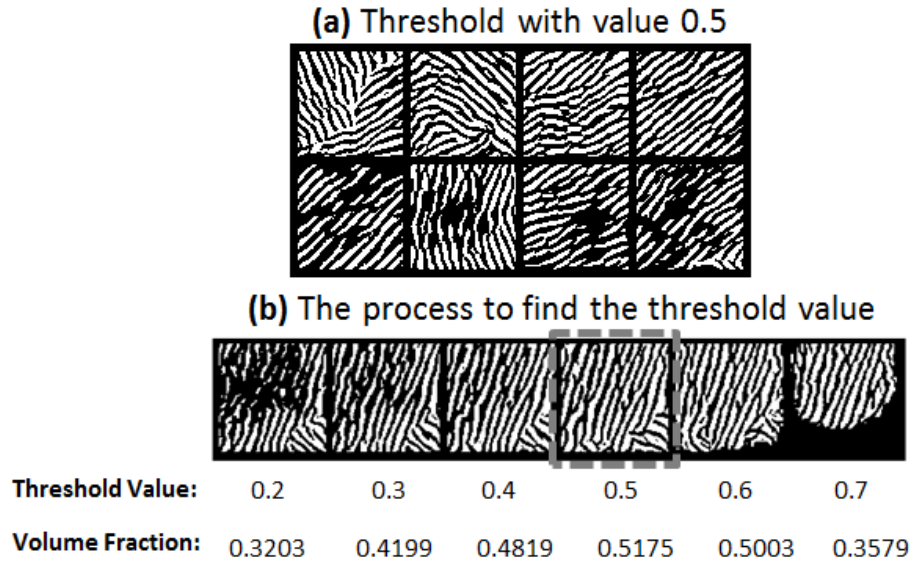 (a) Threshold with value 0.5
(b) The process to find the threshold value
Threshold Value: 0.2 0.3 0.4 0.5 0.6 0.7
Volume Fraction: 0.3203 0.4199 0.4819 0.5175 0.5003 0.3579